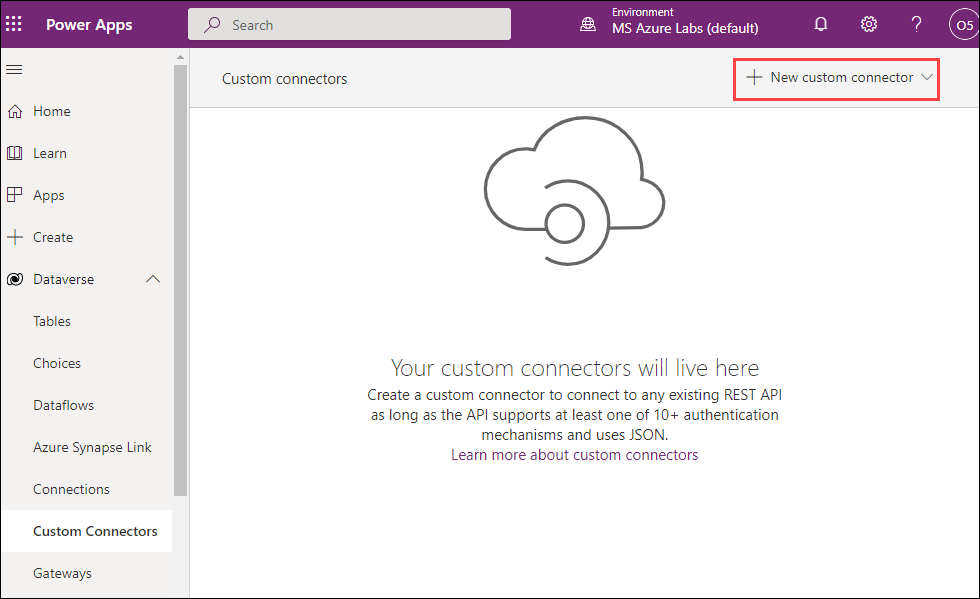 Power Apps
Search
Environment
MS Azure Labs (default)
?
O5
Custom connectors
New custom connector
Home
Learn
Apps
Create
Dataverse
Tables
Choices
Dataflows
Azure Synapse Link
Connections
Custom Connectors
Gateways
Your custom connectors will live here
Create a custom connector to connect to any existing REST API
as long as the API supports at least one of 10+ authentication
mechanisms and uses JSON.
Learn more about custom connectors